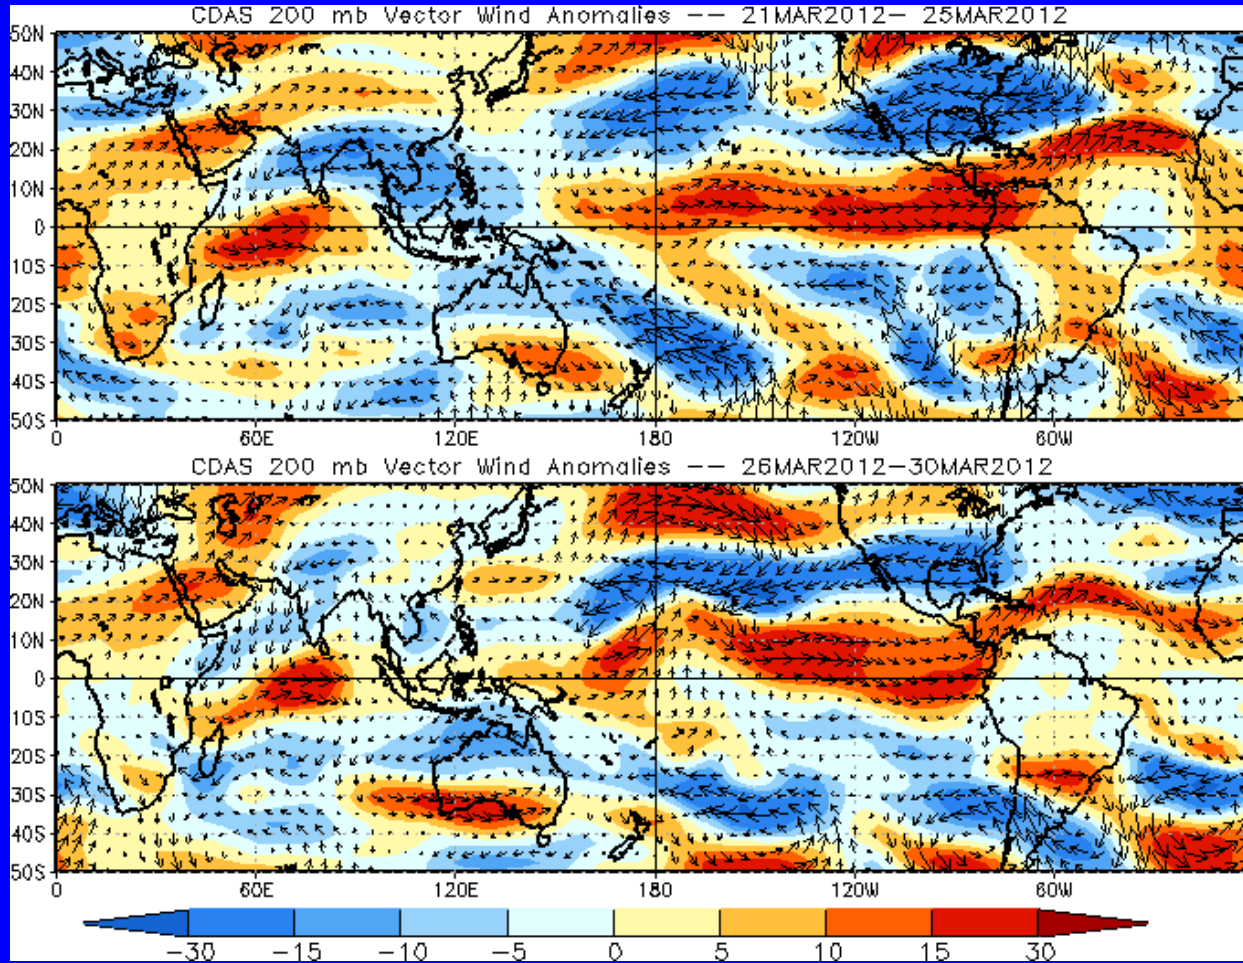 CDAS 200 mb Vector Wind Anomalies -- 21MAR2012- 25MAR2012
50N
40N
30N
20N
10N
0
10S
20S
30S
40S
50S
0 60E 120E 180 120W 60W
CDAS 200 mb Vector Wind Anomalies -- 26MAR2012-30MAR2012
50N
40N
30N
20N
10N
0
10S
20S
30S
40S
50S
0 60E 120E 180 120W 60W
-30 -15 -10 -5 0 5 10 15 30